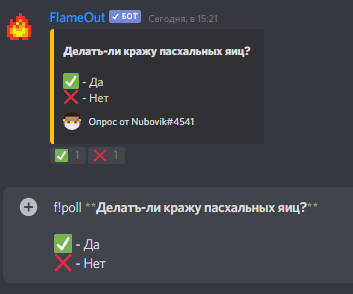 FlameOut ✓ БОТ Сегодня, в 15:21
Делатъ-ли кражу пасхальных яиц?
✅ - Да
❌ - Нет
Опрос от Nubovik#4541
✅ 1 ❌ 1
f!poll **Делатъ-ли кражу пасхальных яиц?**
✅ - Да
❌ - Нет